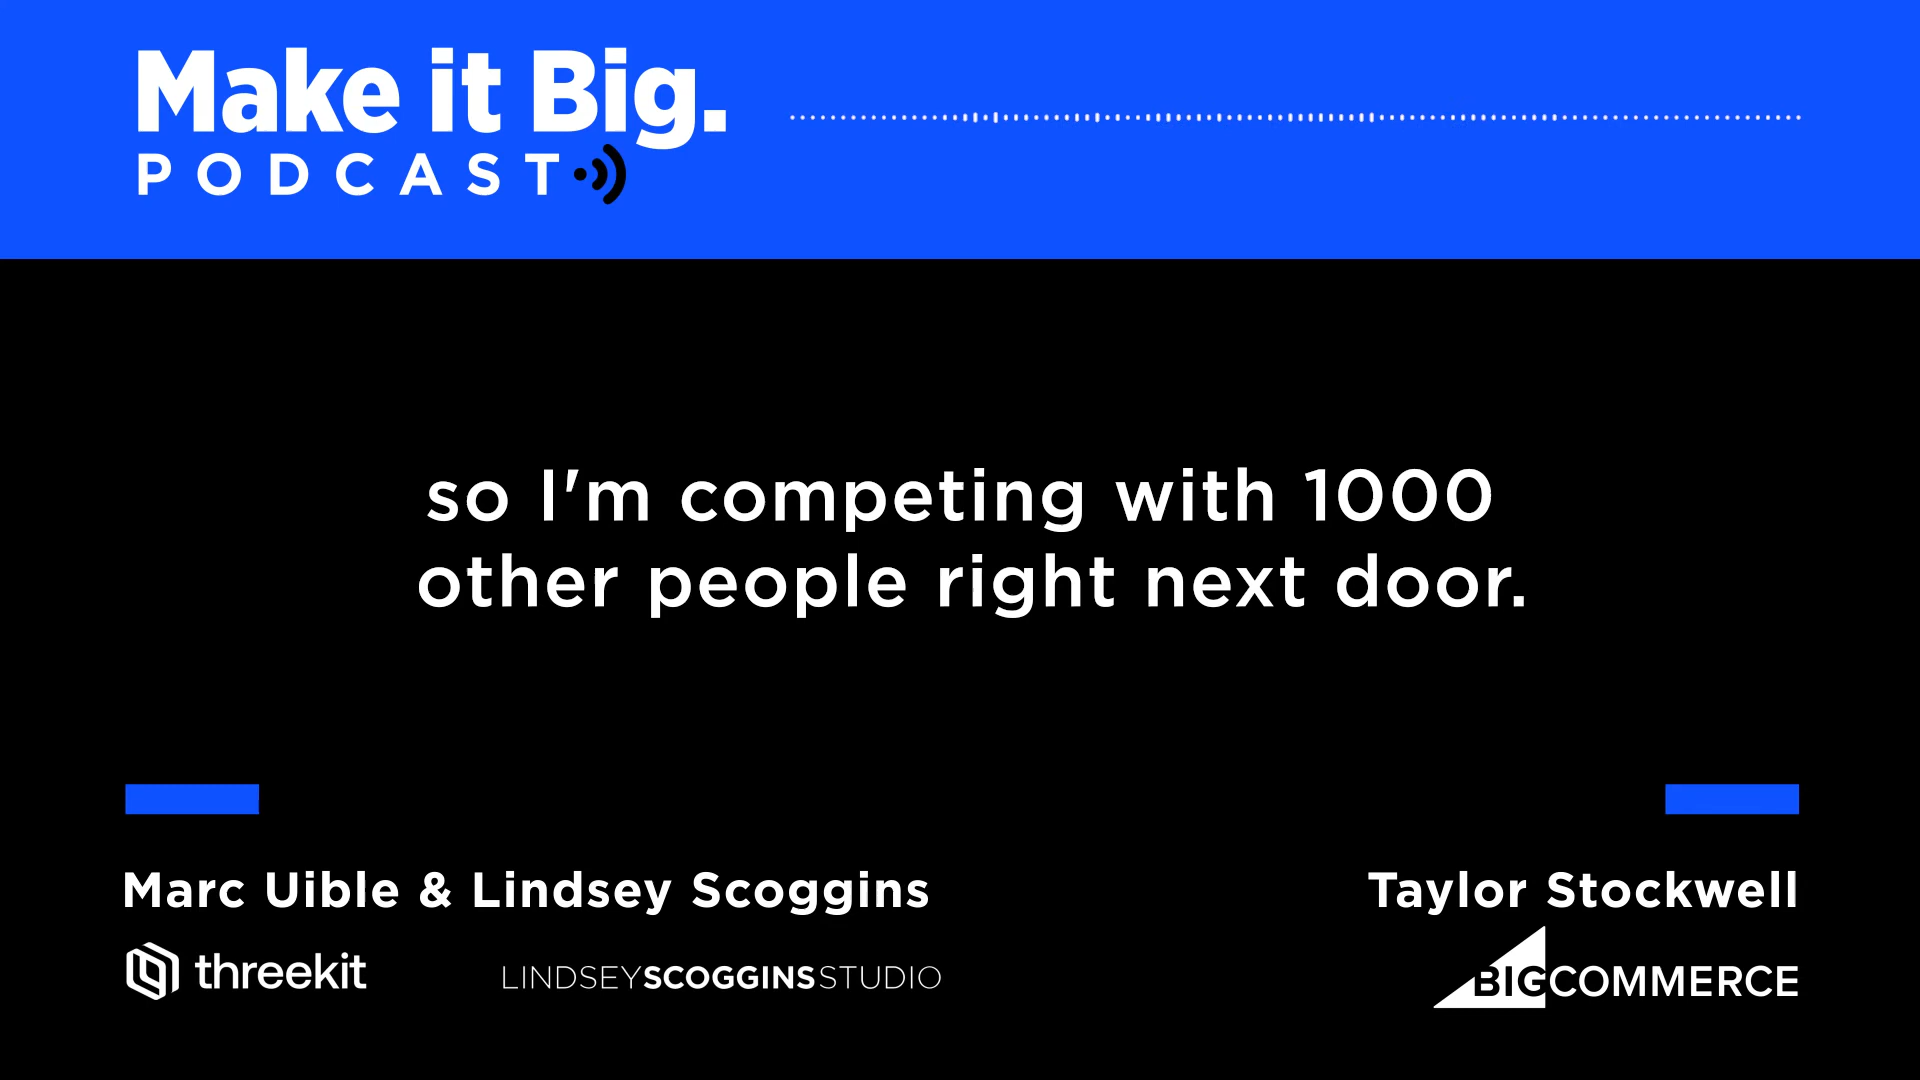 Make it Big.
PODCAST
so I'm competing with 1000
other people right next door.
Marc Uible & Lindsey Scoggins
Taylor Stockwell
threekit
LINDSEYSCOGGINSSTUDIO
BIGCOMMERCE